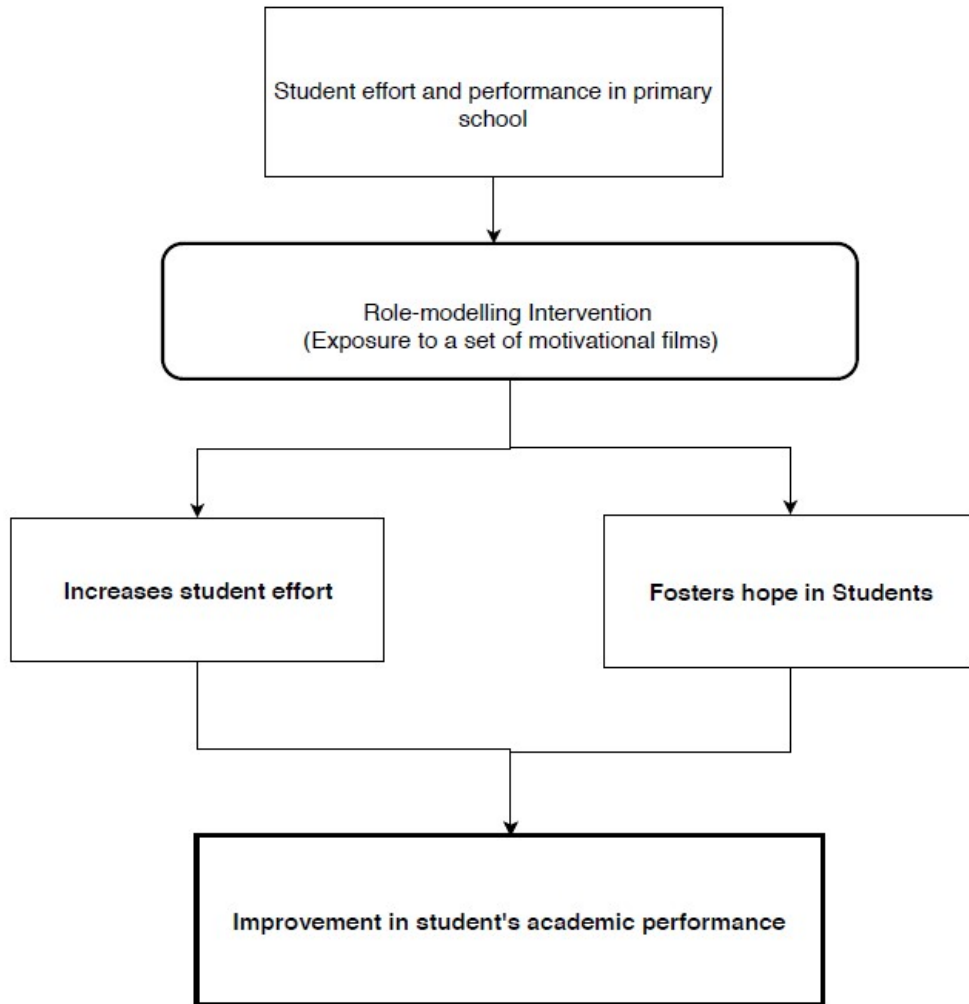 Student effort and performance in primary
school
Role-modelling Intervention
(Exposure to a set of motivational films)
Increases student effort
Fosters hope in Students
Improvement in student's academic performance